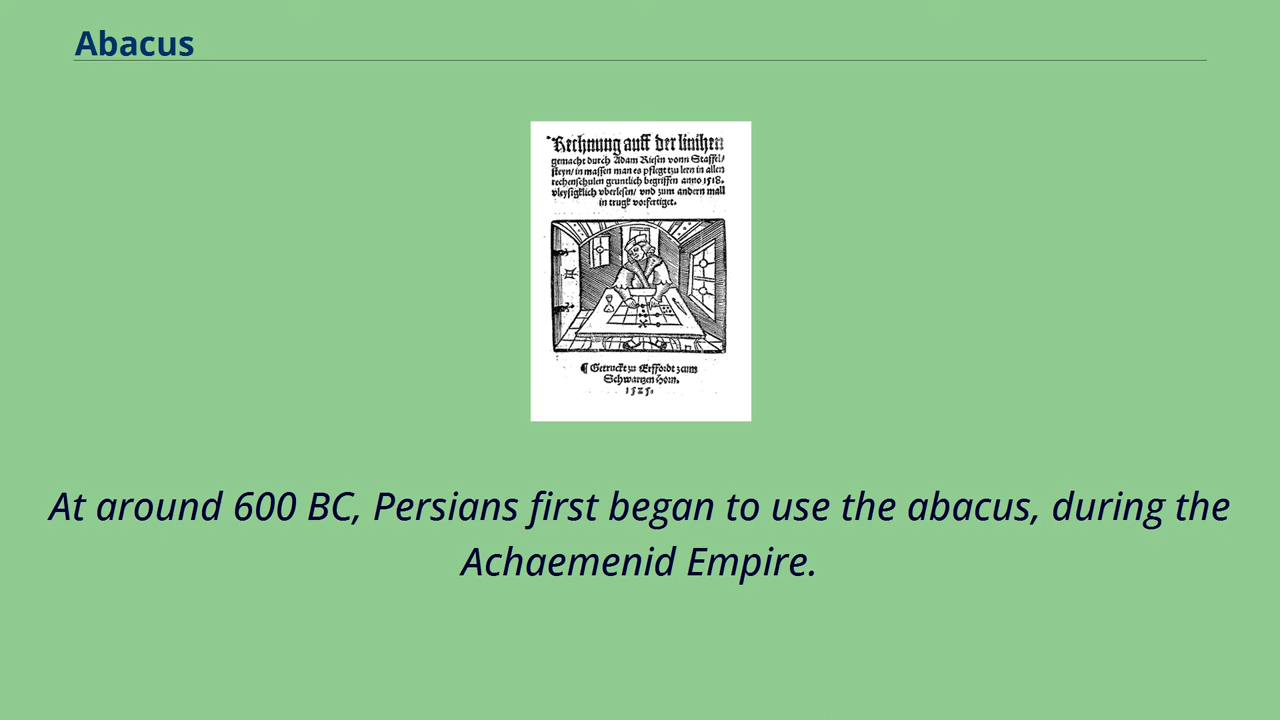 Abacus
Rechnung auff der linihen
gemacht durch Adam Riesen vonn Staffel/
steyn/ in massen man es pflegt tzu lern in allen
rechenschulen gruntlich begriffen anno 1518.
vleysigklich vberlesen/ vnd zum andern mall
in trugk vorfertiget.
¶ Getruckt zu Erffordt zcum
Schwartzen Horn.
1525.
At around 600 BC, Persians first began to use the abacus, during the
Achaemenid Empire.